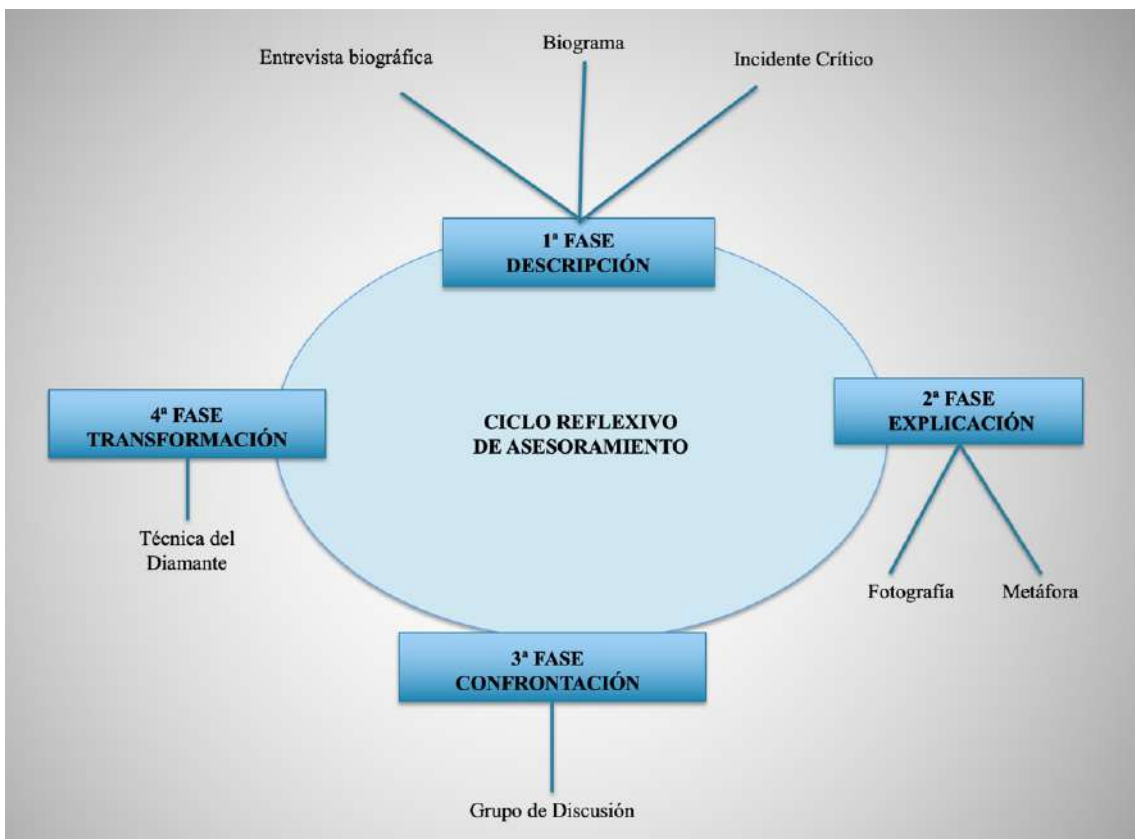 Entrevista biográfica
Biograma
Incidente Crítico
1ª FASE
DESCRIPCIÓN
4ª FASE
TRANSFORMACIÓN
CICLO REFLEXIVO
DE ASESORAMIENTO
2ª FASE
EXPLICACIÓN
Técnica del
Diamante
Fotografía
Metáfora
3ª FASE
CONFRONTACIÓN
Grupo de Discusión